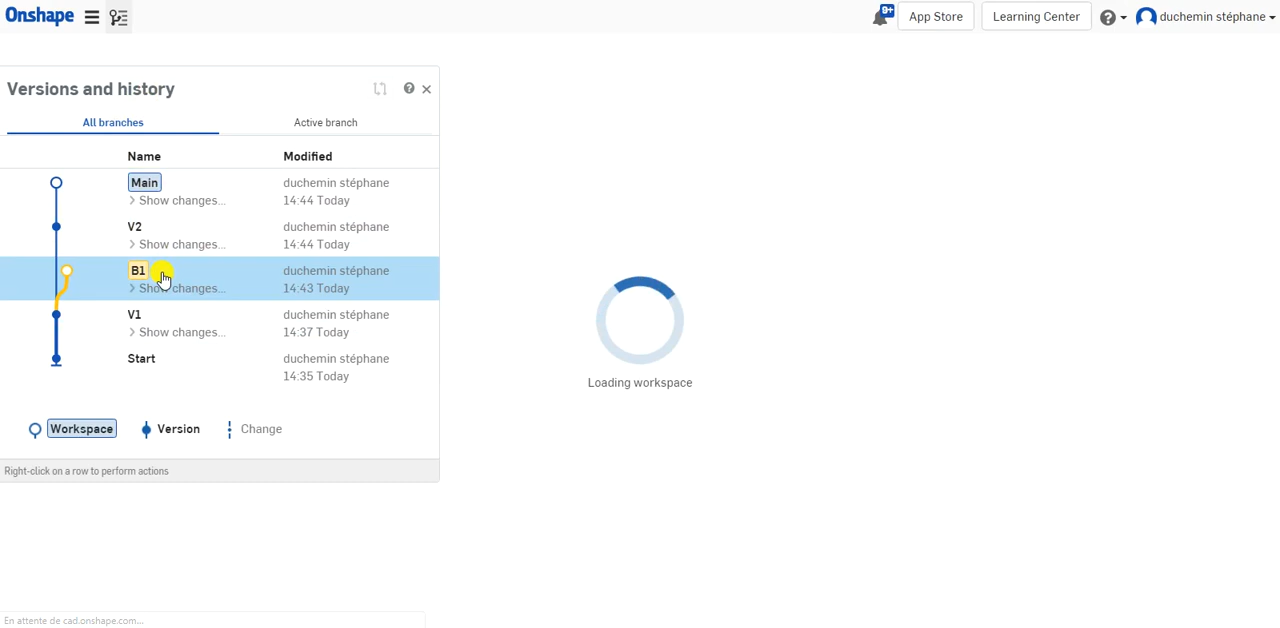 Onshape
9+
App Store
Learning Center
duchemin stéphane
Versions and history
All branches
Active branch
Name
Modified
Main
duchemin stéphane
Show changes...
14:44 Today
V2
duchemin stéphane
Show changes...
14:44 Today
B1
duchemin stéphane
Show changes...
14:43 Today
V1
duchemin stéphane
Show changes...
14:37 Today
Start
duchemin stéphane
14:35 Today
Loading workspace
Workspace
Version
Change
Right-click on a row to perform actions
En attente de cad.onshape.com...